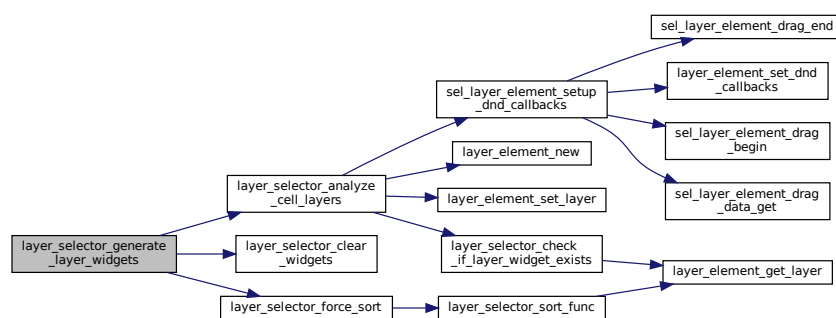 layer_selector_generate
_layer_widgets
layer_selector_analyze
_cell_layers
layer_selector_clear
_widgets
layer_selector_force_sort
sel_layer_element_setup
_dnd_callbacks
layer_element_new
layer_element_set_layer
layer_selector_check
_if_layer_widget_exists
layer_selector_sort_func
sel_layer_element_drag_end
layer_element_set_dnd
_callbacks
sel_layer_element_drag
_begin
sel_layer_element_drag
_data_get
layer_element_get_layer